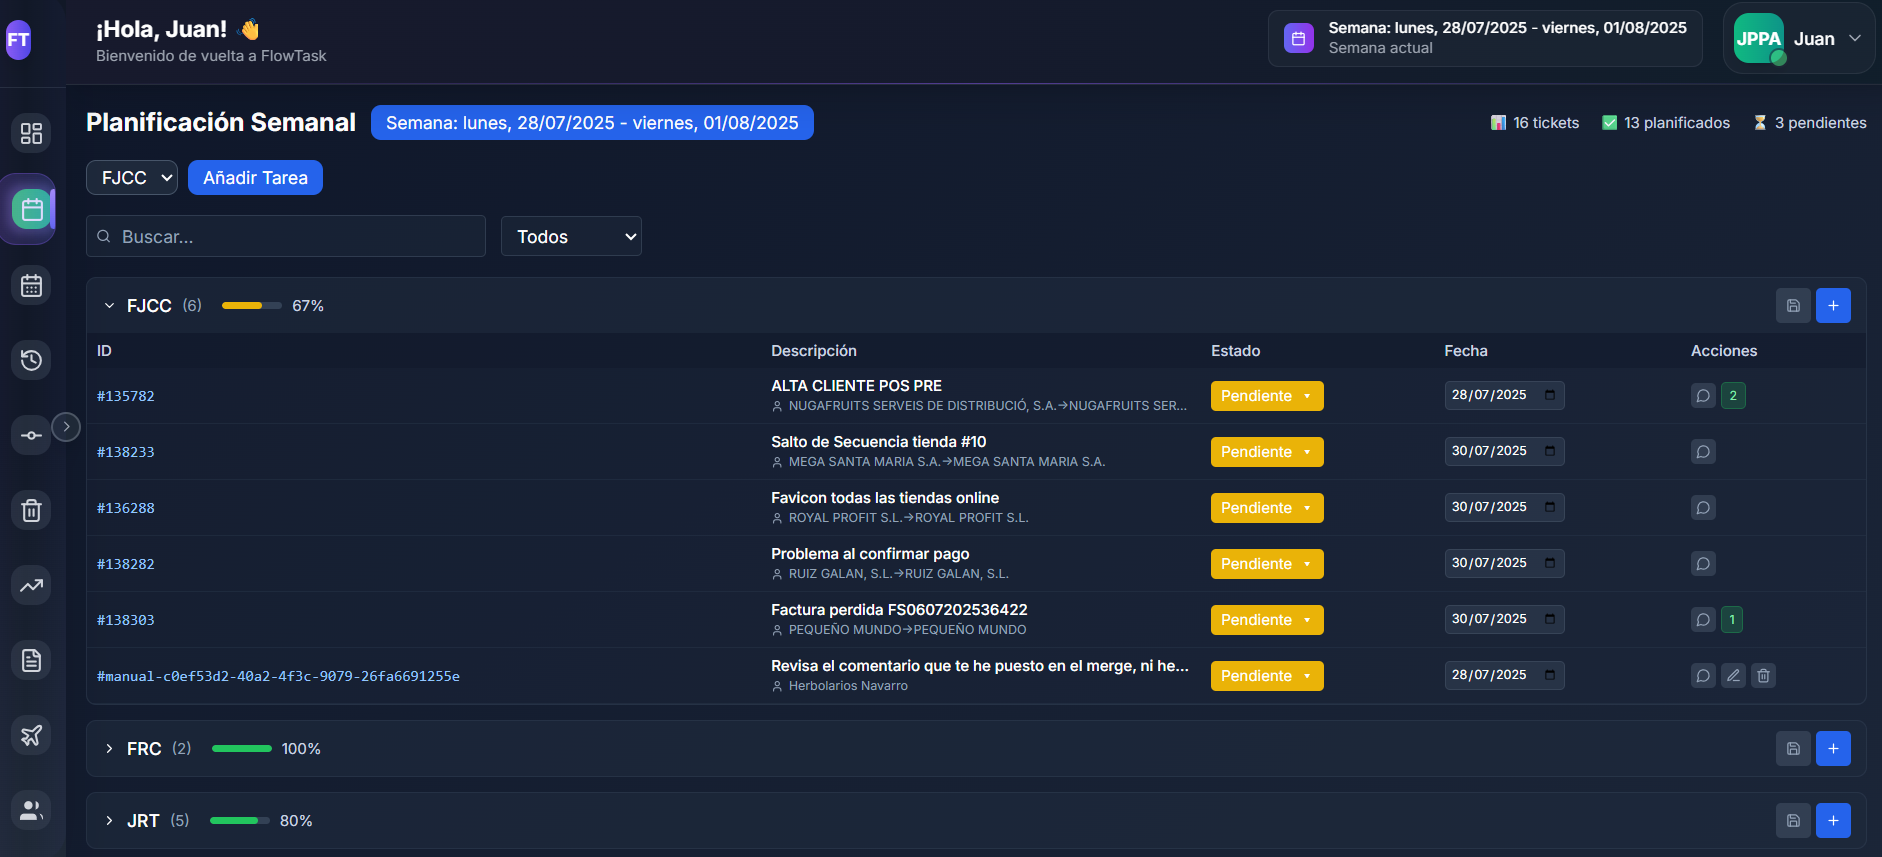 FT
¡Hola, Juan! 👋
Bienvenido de vuelta a FlowTask
Semana: lunes, 28/07/2025 - viernes, 01/08/2025
Semana actual
JPPA
Juan
Planificación Semanal
Semana: lunes, 28/07/2025 - viernes, 01/08/2025
📊 16 tickets
✅ 13 planificados
⏳ 3 pendientes
FJCC
Añadir Tarea
Buscar...
Todos
FJCC (6) 67%
ID Descripción Estado Fecha Acciones
#135782 ALTA CLIENTE POS PRE Pendiente 28/07/2025 2
NUGAFRUITS SERVEIS DE DISTRIBUCIÓ, S.A.→NUGAFRUITS SER...
#138233 Salto de Secuencia tienda #10 Pendiente 30/07/2025
MEGA SANTA MARIA S.A.→MEGA SANTA MARIA S.A.
#136288 Favicon todas las tiendas online Pendiente 30/07/2025
ROYAL PROFIT S.L.→ROYAL PROFIT S.L.
#138282 Problema al confirmar pago Pendiente 30/07/2025
RUIZ GALAN, S.L.→RUIZ GALAN, S.L.
#138303 Factura perdida FS0607202536422 Pendiente 30/07/2025 1
PEQUEÑO MUNDO→PEQUEÑO MUNDO
#manual-c0ef53d2-40a2-4f3c-9079-26fa6691255e Revisa el comentario que te he puesto en el merge, ni he... Pendiente 28/07/2025
Herbolarios Navarro
FRC (2) 100%
JRT (5) 80%